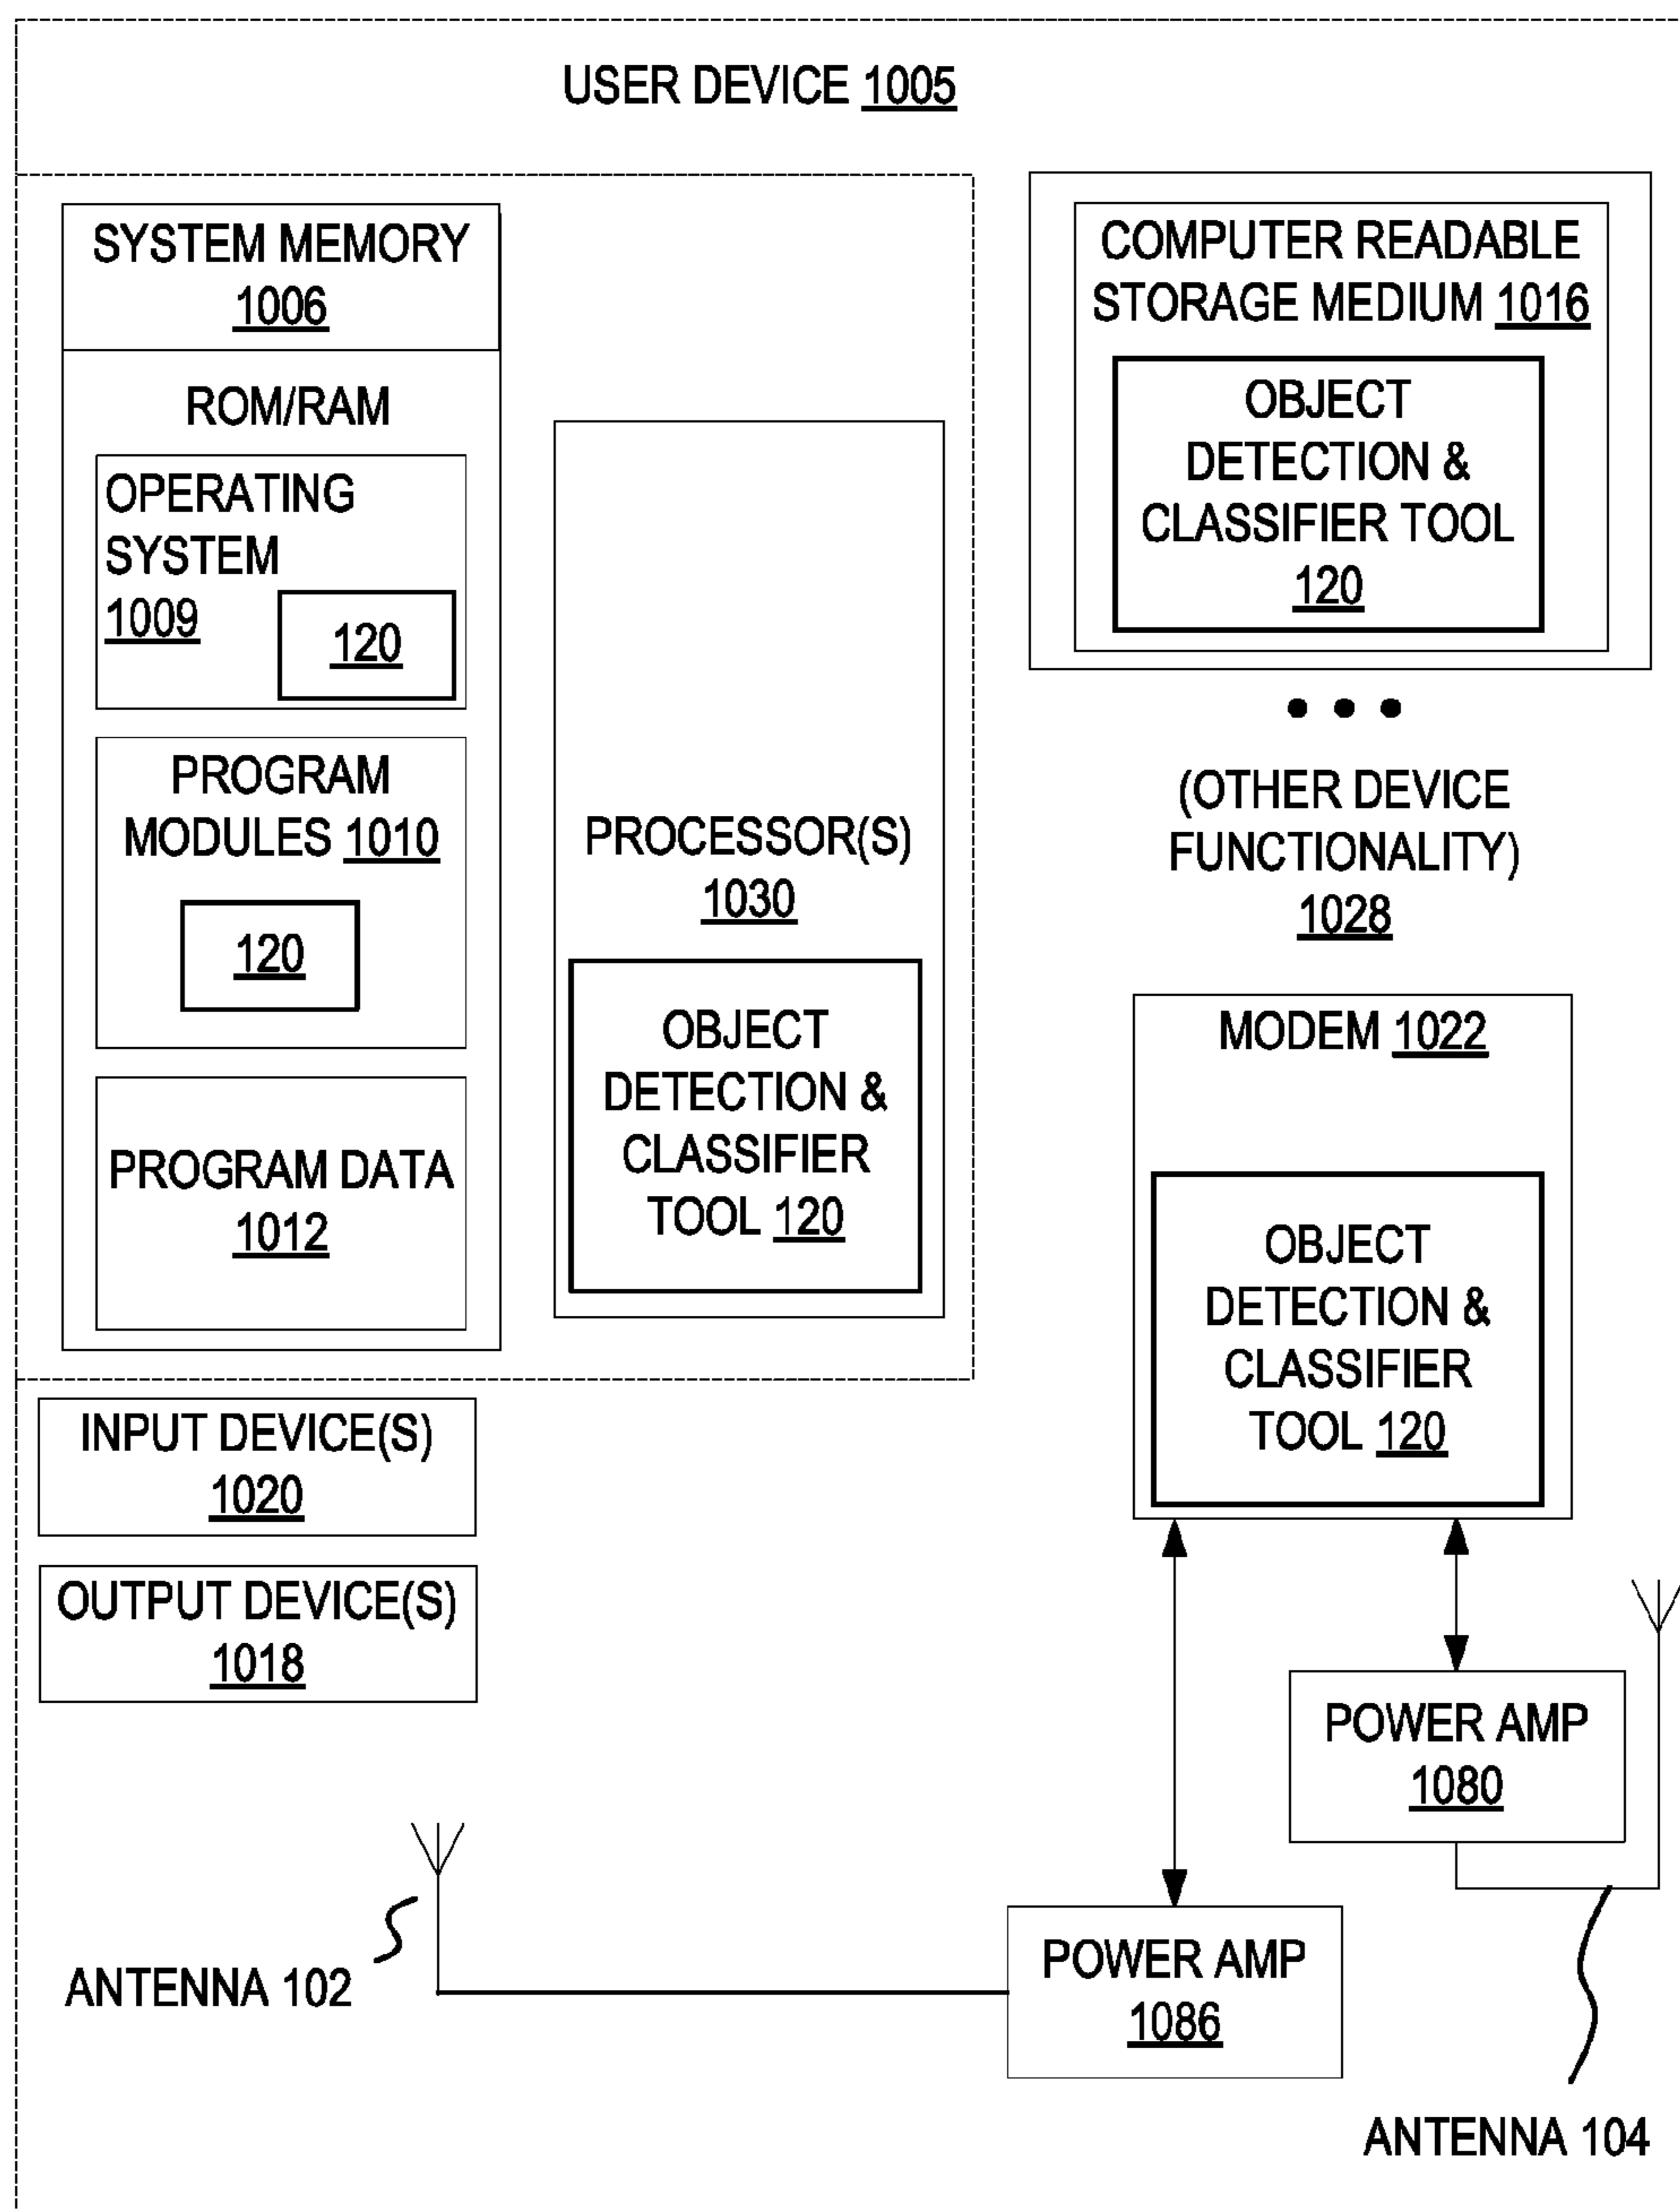 USER DEVICE 1005
SYSTEM MEMORY
1006
ROM/RAM
OPERATING
SYSTEM
1009
120
PROGRAM
MODULES 1010
120
PROGRAM DATA
1012
PROCESSOR(S)
1030
OBJECT
DETECTION &
CLASSIFIER
TOOL 120
COMPUTER READABLE
STORAGE MEDIUM 1016
OBJECT
DETECTION &
CLASSIFIER TOOL
120
(OTHER DEVICE
FUNCTIONALITY)
1028
MODEM 1022
OBJECT
DETECTION &
CLASSIFIER
TOOL 120
INPUT DEVICE(S)
1020
OUTPUT DEVICE(S)
1018
POWER AMP
1080
ANTENNA 102
POWER AMP
1086
ANTENNA 104